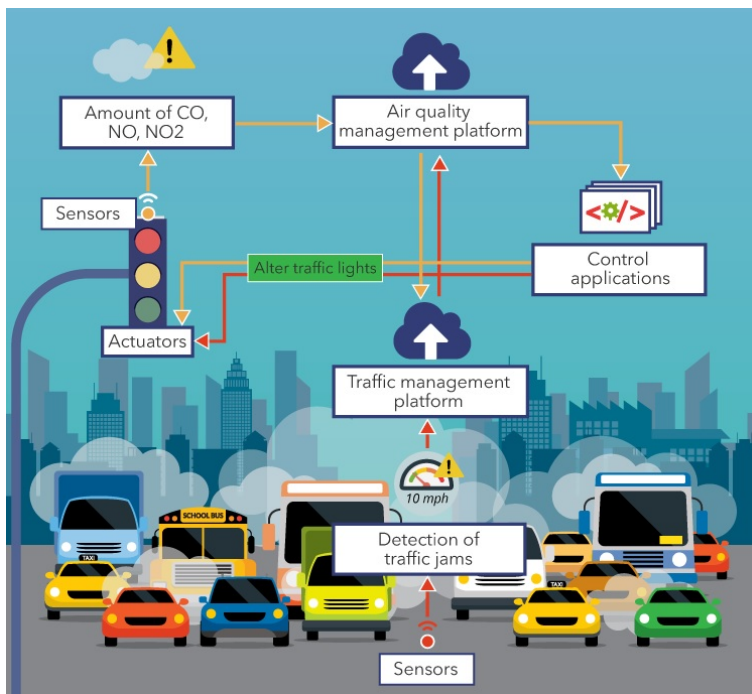 Amount of CO,
NO, NO2
Air quality
management platform
Sensors
</>
Control
applications
Alter traffic lights
Actuators
Traffic management
platform
10 mph
SCHOOL BUS
Detection of
traffic jams
TAXI
TAXI
Sensors